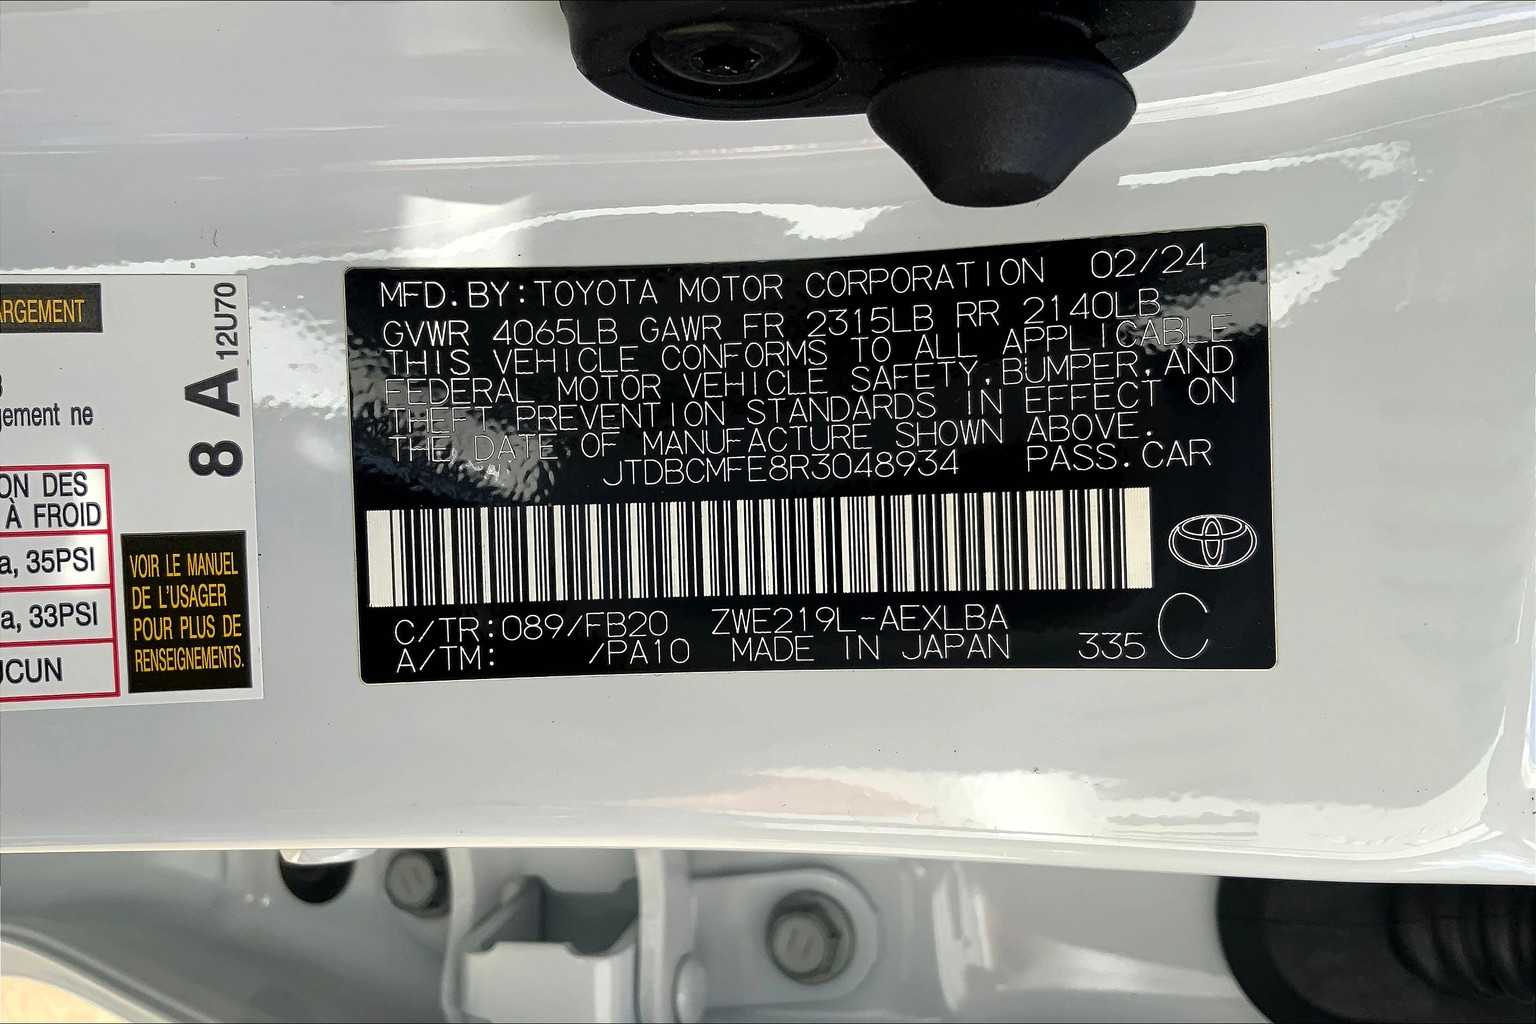 ARGEMENT
gement ne
ON DES
À FROID
a, 35PSI
a, 33PSI
UCUN
8 A 12U70
VOIR LE MANUEL
DE L'USAGER
POUR PLUS DE
RENSEIGNEMENTS.
MFD.BY:TOYOTA MOTOR CORPORATION 02/24
GVWR 4065LB GAWR FR 2315LB RR 2140LB
THIS VEHICLE CONFORMS TO ALL APPLICABLE
FEDERAL MOTOR VEHICLE SAFETY,BUMPER,AND
THEFT PREVENTION STANDARDS IN EFFECT ON
THE DATE OF MANUFACTURE SHOWN ABOVE.
JTDBCMFE8R3048934 PASS.CAR
C/TR:089/FB20 ZWE219L-AEXLBA
A/TM: /PA10 MADE IN JAPAN 335 C